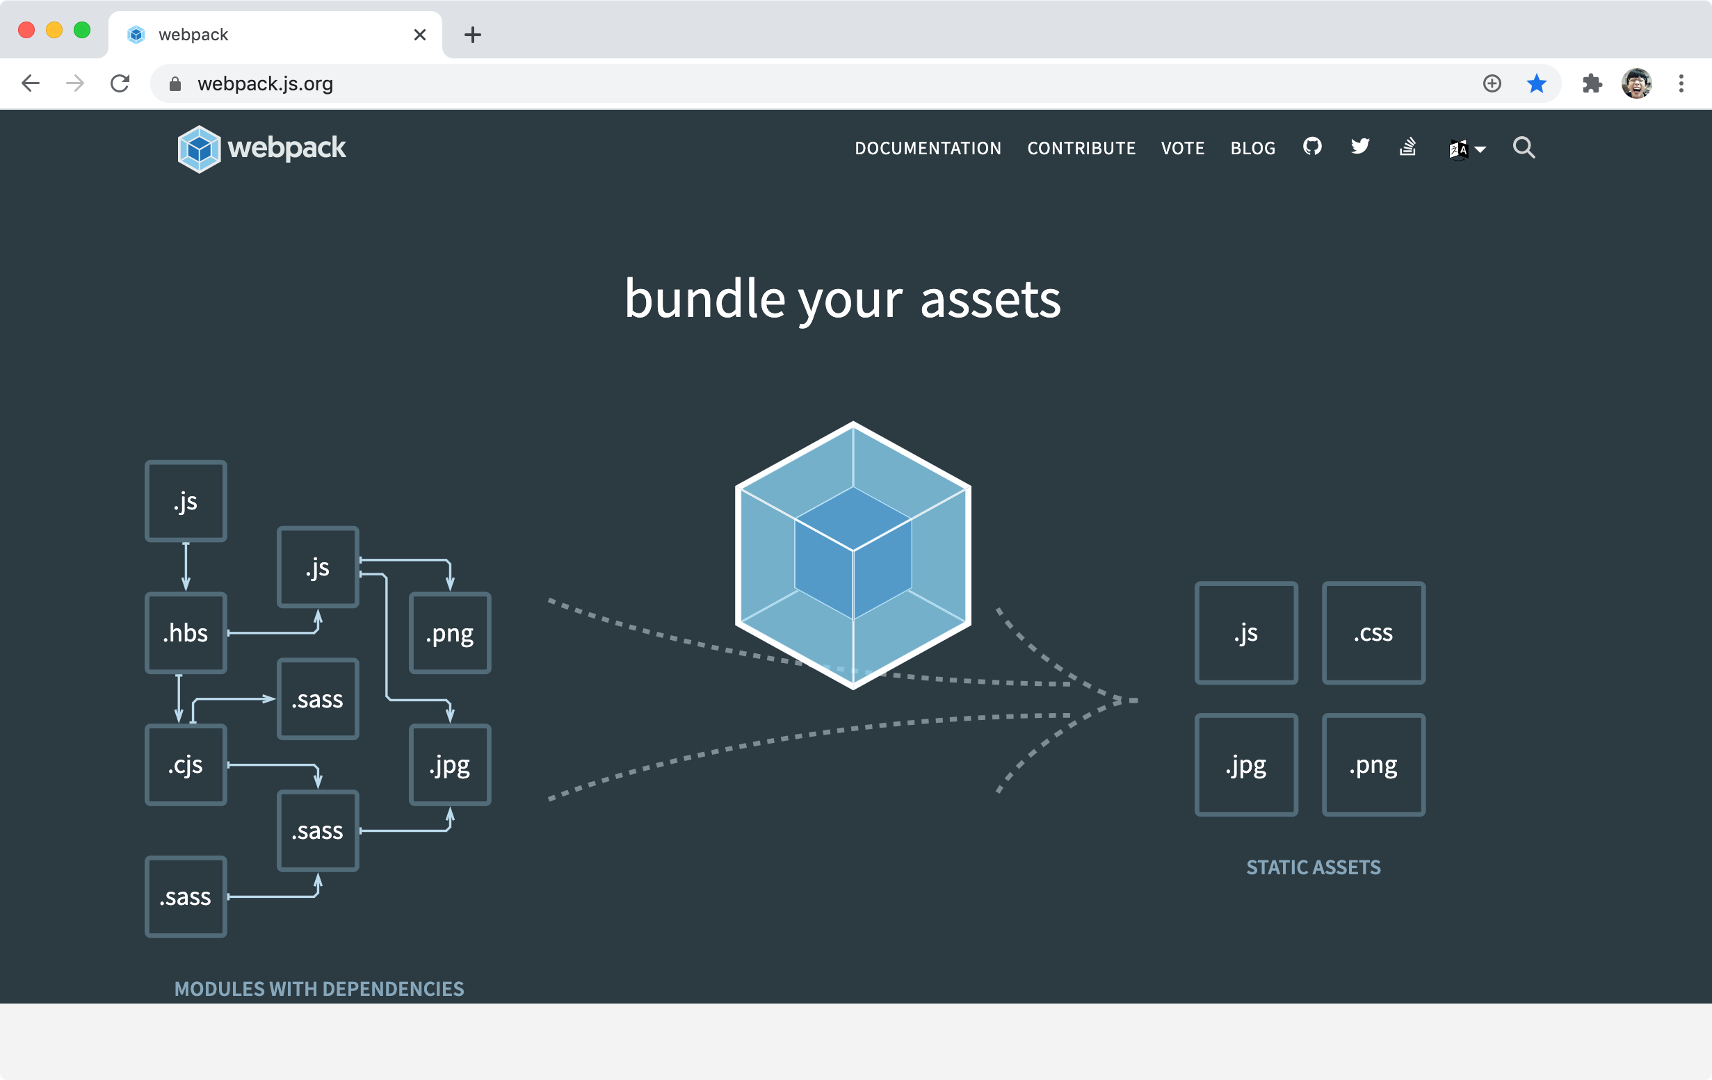 webpack
webpack.js.org
webpack
DOCUMENTATION CONTRIBUTE VOTE BLOG
bundle your assets
.js
.js
.hbs
.png
.sass
.cjs
.jpg
.sass
.sass
MODULES WITH DEPENDENCIES
.js .css
.jpg .png
STATIC ASSETS